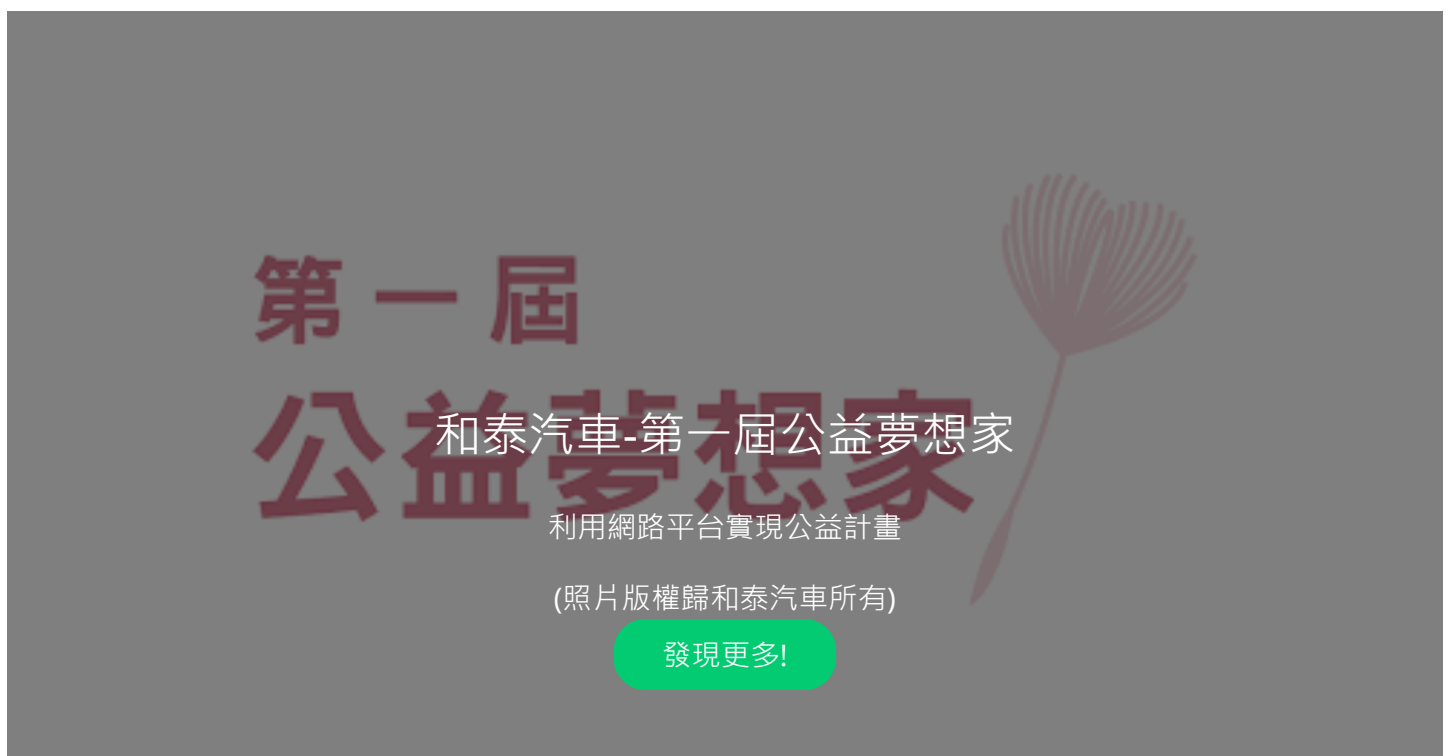 第一屆
公益夢想家
和泰汽車-第一屆公益夢想家
利用網路平台實現公益計畫
(照片版權歸和泰汽車所有)
發現更多!